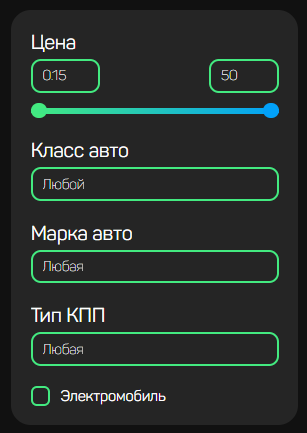 Цена
0.15 50
Класс авто
Любой
Марка авто
Любая
Тип КПП
Любая
Электромобиль